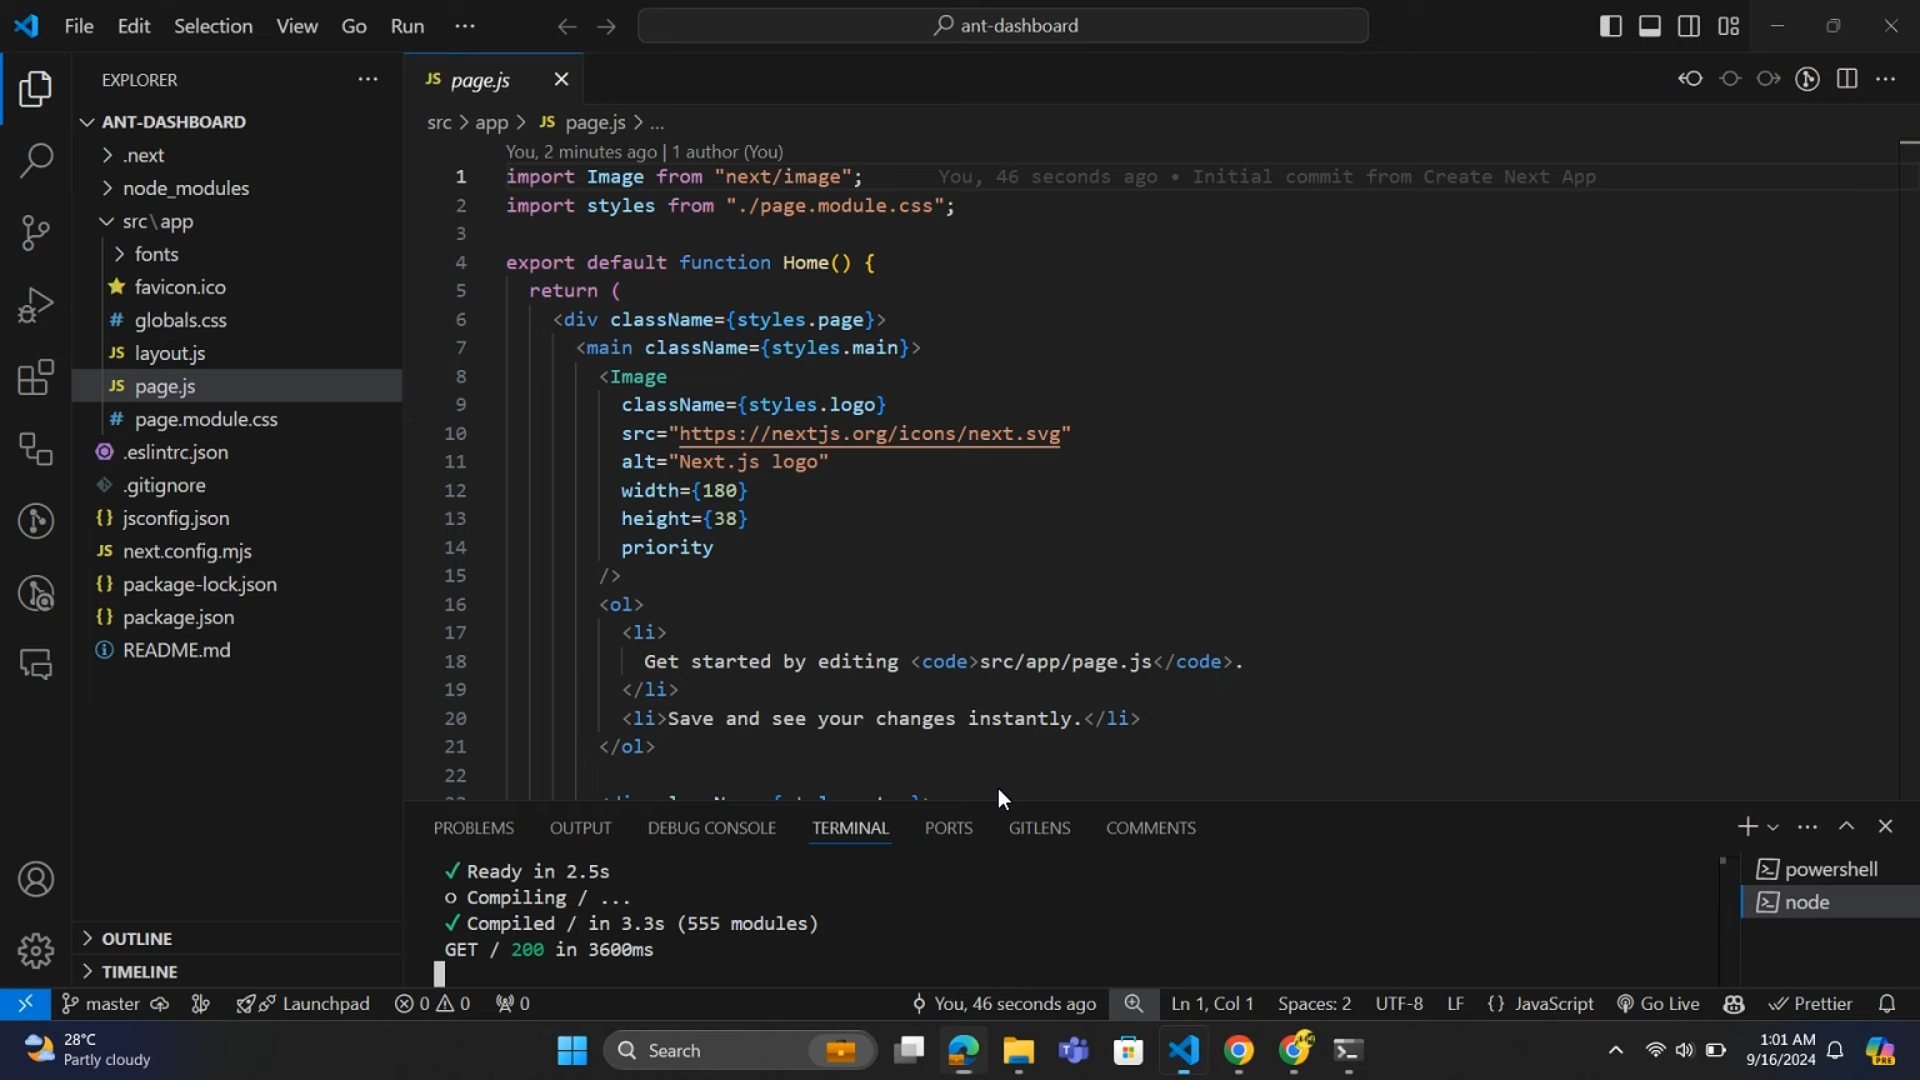 File Edit Selection View Go Run ···
ant-dashboard
EXPLORER
ANT-DASHBOARD
.next
node_modules
src\app
fonts
favicon.ico
globals.css
JS layout.js
JS page.js
# page.module.css
.eslintrc.json
.gitignore
{} jsconfig.json
JS next.config.mjs
{} package-lock.json
{} package.json
README.md
OUTLINE
TIMELINE
JS page.js
src > app > JS page.js > ...
You, 2 minutes ago | 1 author (You)
1 import Image from "next/image"; You, 46 seconds ago • Initial commit from Create Next App
2 import styles from "./page.module.css";
3
4 export default function Home() {
5 return (
6 <div className={styles.page}>
7 <main className={styles.main}>
8 <Image
9 className={styles.logo}
10 src="https://nextjs.org/icons/next.svg"
11 alt="Next.js logo"
12 width={180}
13 height={38}
14 priority
15 />
16 <ol>
17 <li>
18 Get started by editing <code>src/app/page.js</code>.
19 </li>
20 <li>Save and see your changes instantly.</li>
21 </ol>
22
PROBLEMS OUTPUT DEBUG CONSOLE TERMINAL PORTS GITLENS COMMENTS
✓ Ready in 2.5s
○ Compiling / ...
✓ Compiled / in 3.3s (555 modules)
GET / 200 in 3600ms
powershell
node
master Launchpad 0 0 0 You, 46 seconds ago Ln 1, Col 1 Spaces: 2 UTF-8 LF {} JavaScript Go Live Prettier
28°C
Partly cloudy
Search
1:01 AM
9/16/2024
PRE